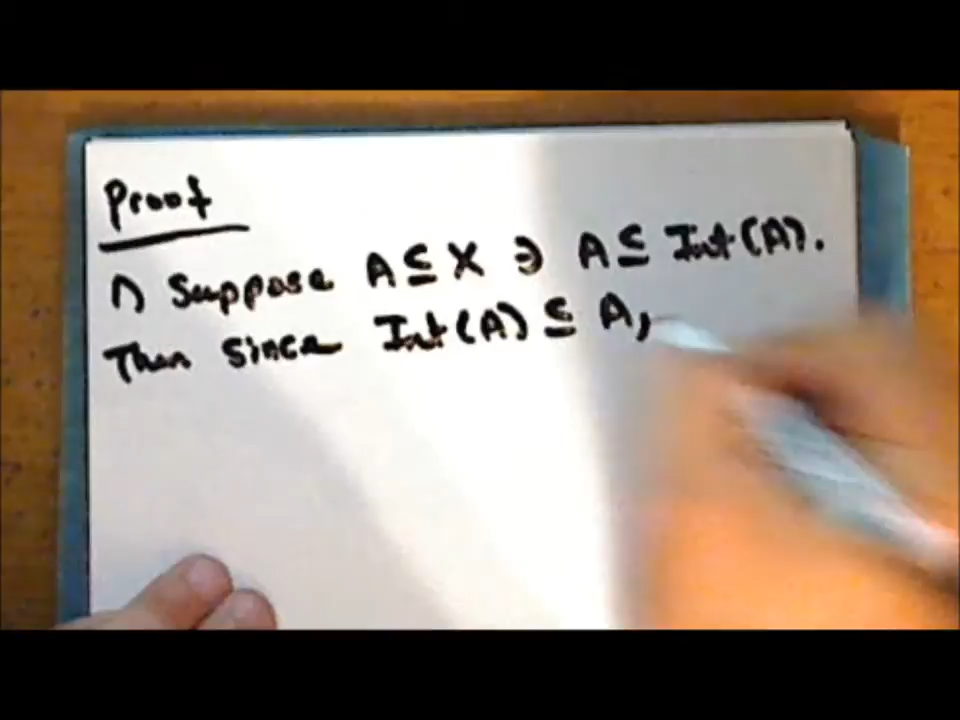 Proof
1) Suppose A ⊆ X ∋ A ⊆ Int(A).
Then since Int(A) ⊆ A,